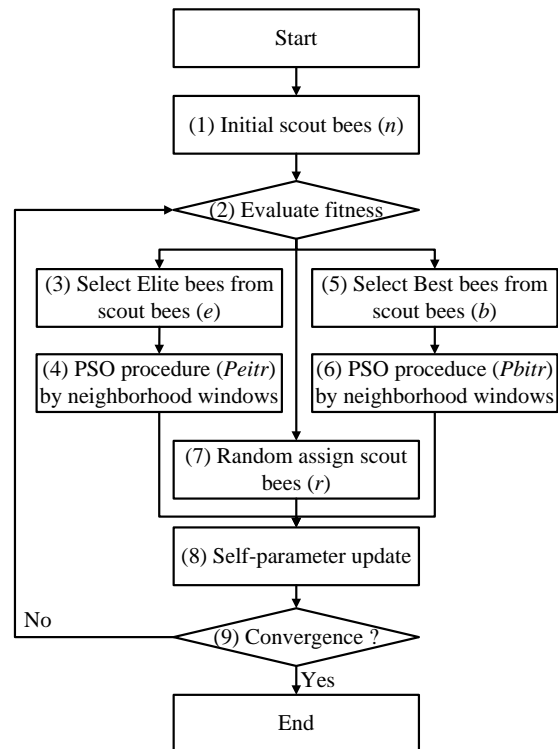 Start
(1) Initial scout bees (n)
(2) Evaluate fitness
(3) Select Elite bees from
scout bees (e)
(5) Select Best bees from
scout bees (b)
(4) PSO procedure (Peitr)
by neighborhood windows
(6) PSO proceduce (Pbitr)
by neighborhood windows
(7) Random assign scout
bees (r)
(8) Self-parameter update
(9) Convergence ?
No
Yes
End